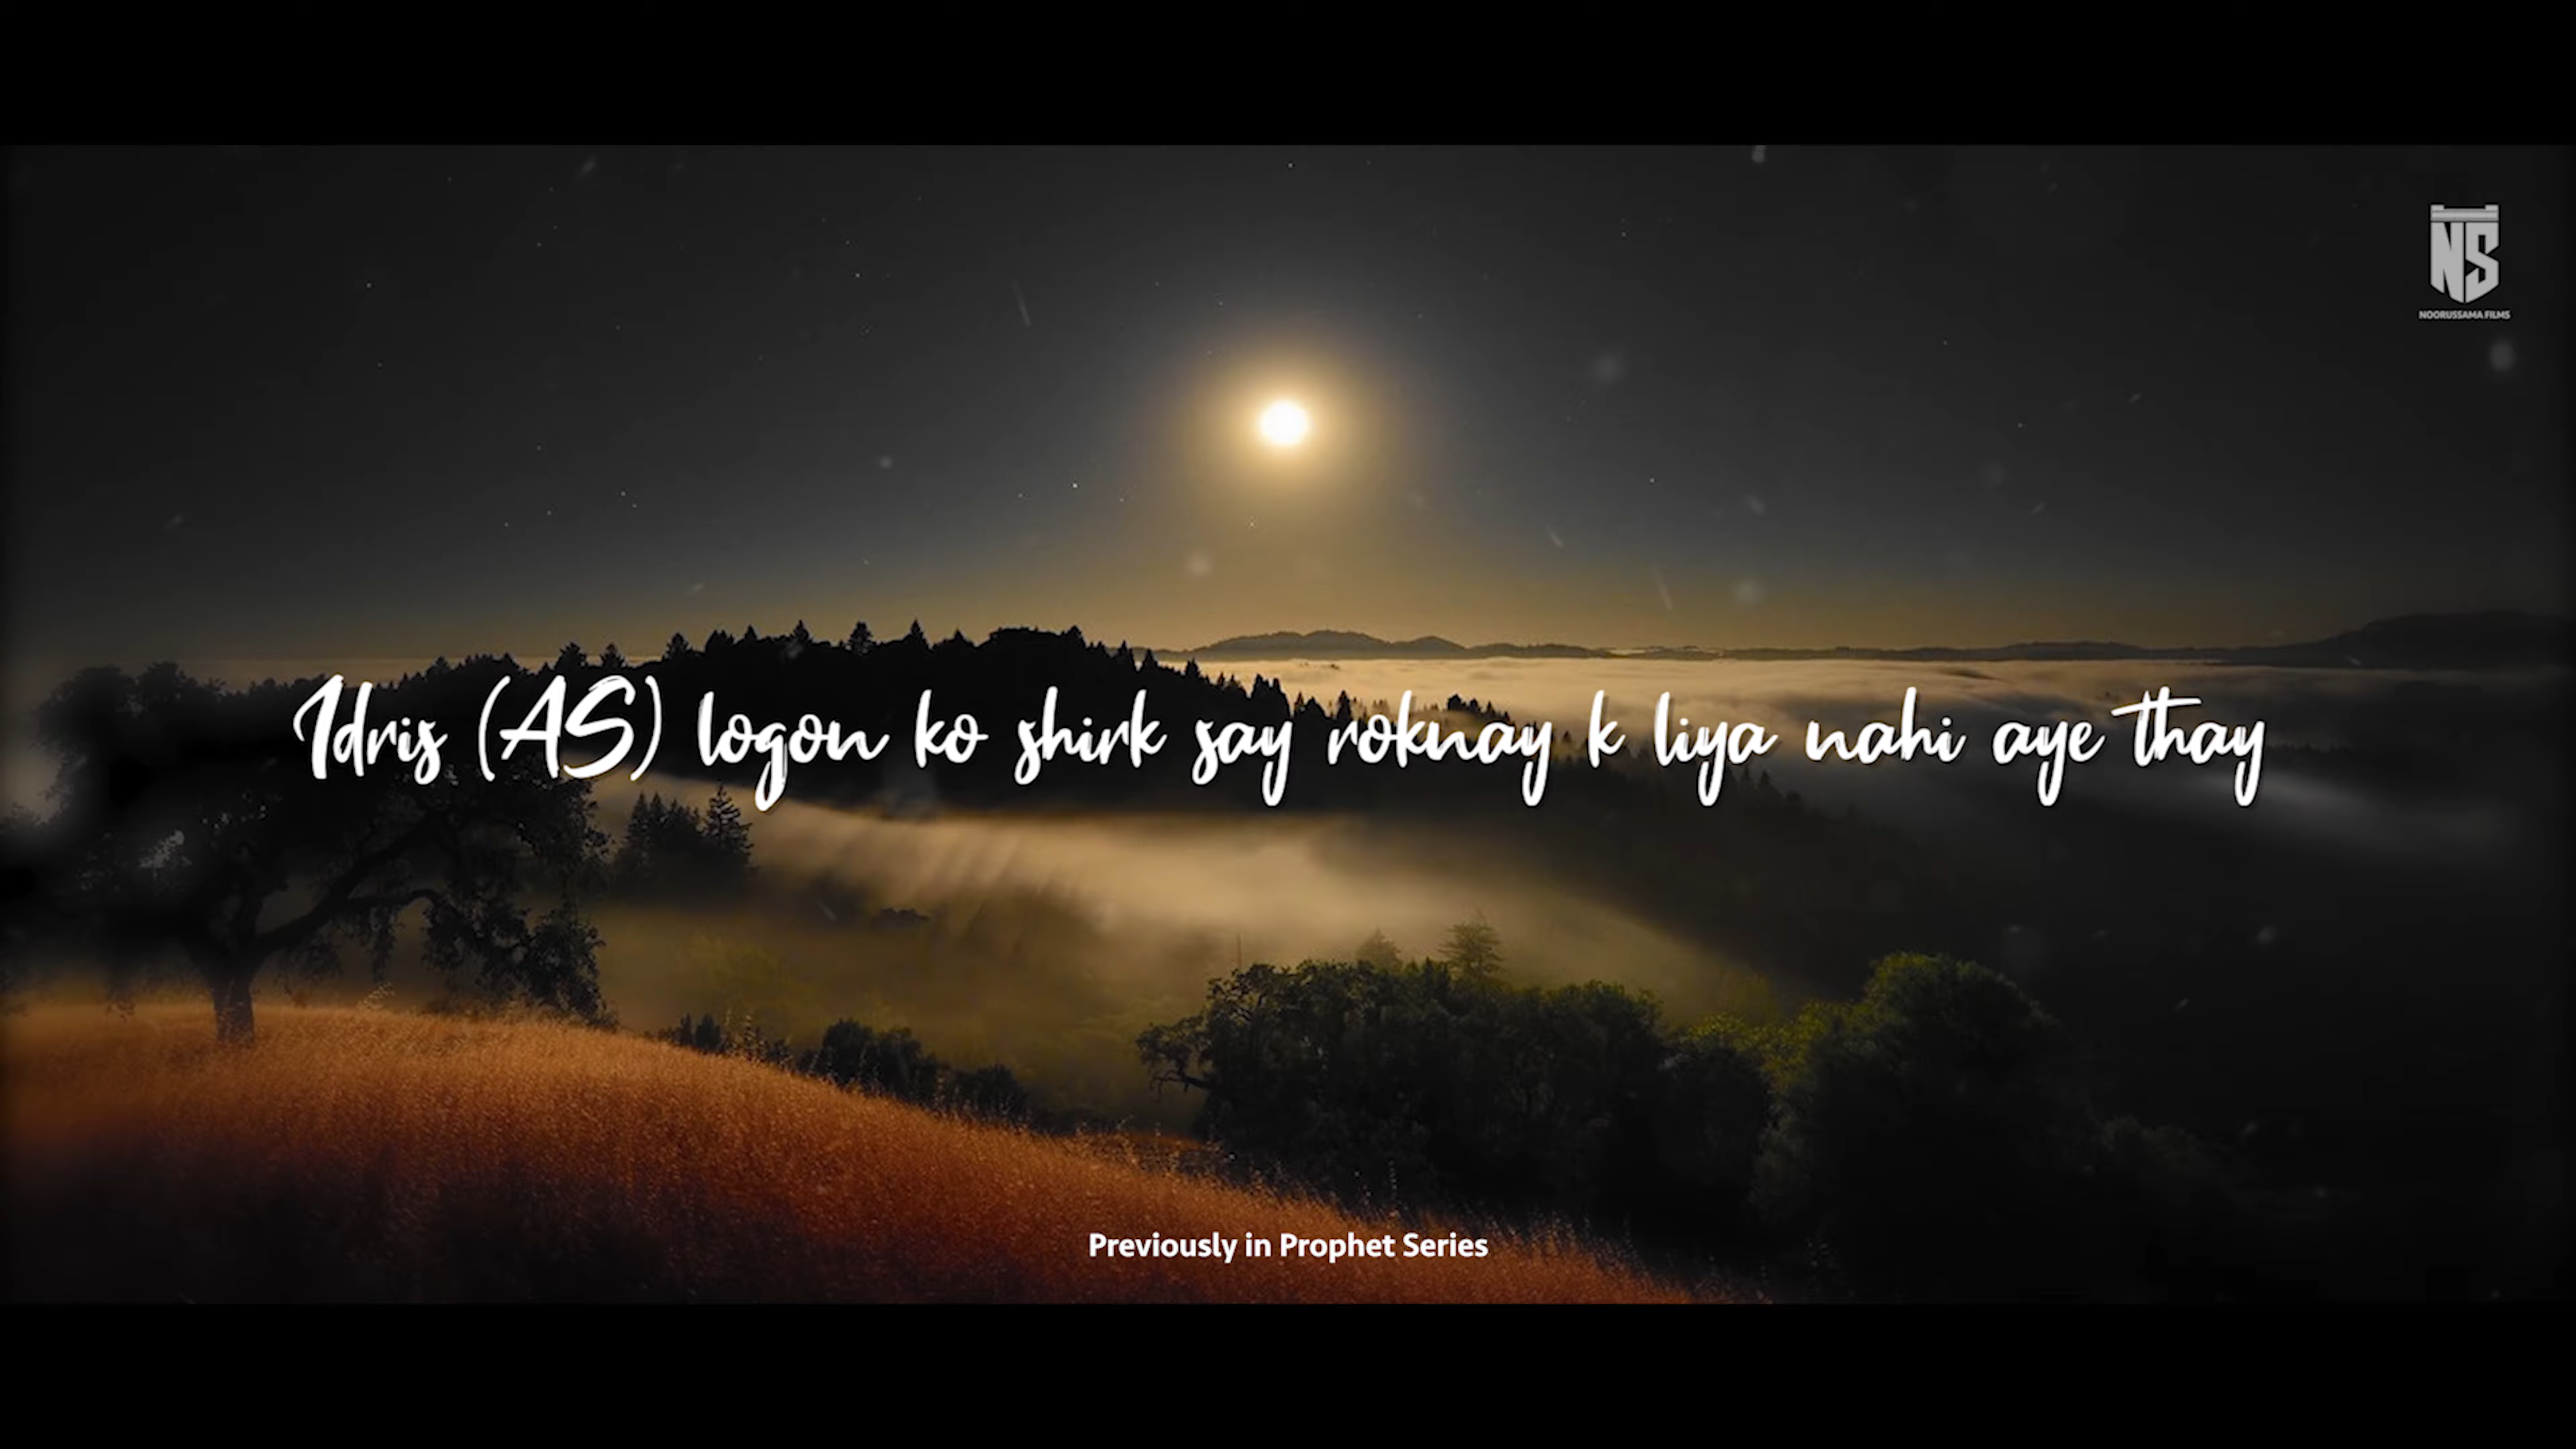 NS
NOORUSSAMA FILMS
Idris (AS) logon ko shirk say roknay k liya nahi aye thay
Previously in Prophet Series